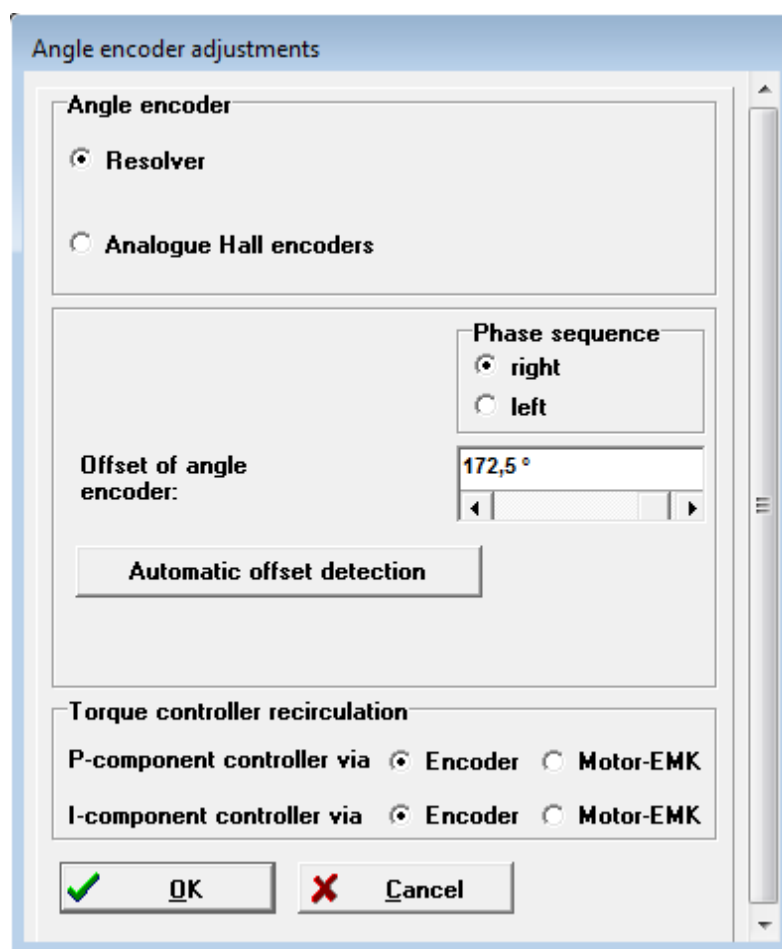 Angle encoder adjustments
Angle encoder
Resolver
Analogue Hall encoders
Phase sequence
right
left
Offset of angle
encoder:
172,5 °
Automatic offset detection
Torque controller recirculation
P-component controller via Encoder Motor-EMK
I-component controller via Encoder Motor-EMK
OK Cancel